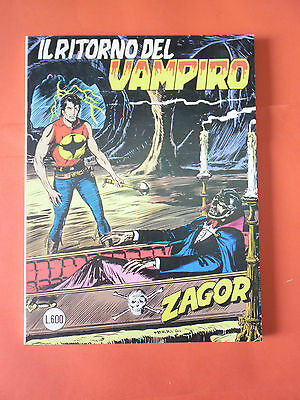 IL RITORNO DEL
VAMPIRO
ZAGOR
L.600